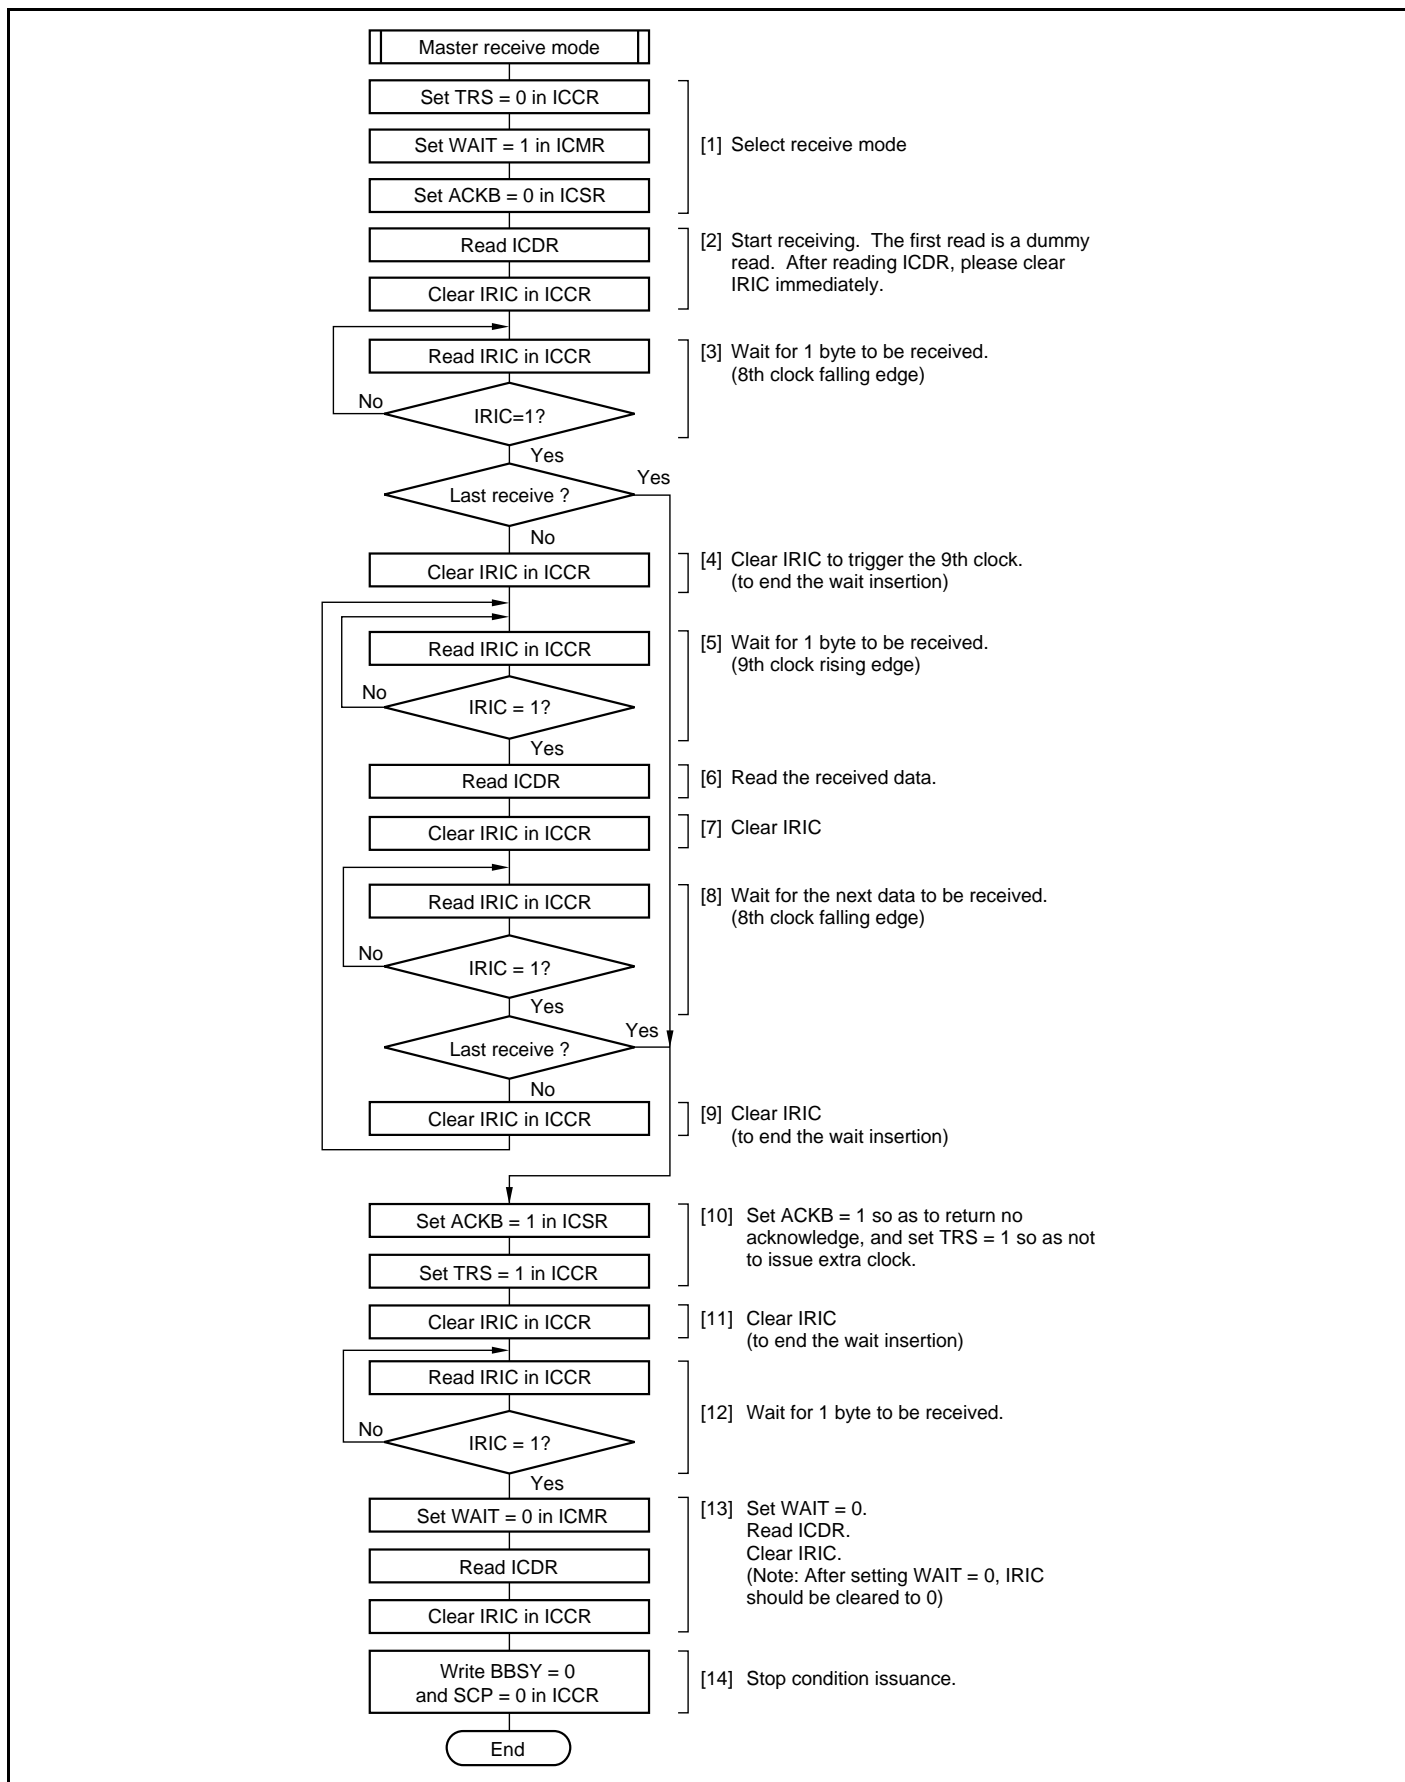 Master receive mode
Set TRS = 0 in ICCR
Set WAIT = 1 in ICMR
[1] Select receive mode
Set ACKB = 0 in ICSR
Read ICDR
[2] Start receiving. The first read is a dummy
read. After reading ICDR, please clear
IRIC immediately.
Clear IRIC in ICCR
Read IRIC in ICCR
[3] Wait for 1 byte to be received.
(8th clock falling edge)
No
IRIC=1?
Yes
Last receive ?
Yes
No
Clear IRIC in ICCR
[4] Clear IRIC to trigger the 9th clock.
(to end the wait insertion)
Read IRIC in ICCR
[5] Wait for 1 byte to be received.
(9th clock rising edge)
No
IRIC = 1?
Yes
Read ICDR
[6] Read the received data.
Clear IRIC in ICCR
[7] Clear IRIC
Read IRIC in ICCR
[8] Wait for the next data to be received.
(8th clock falling edge)
No
IRIC = 1?
Yes
Last receive ?
Yes
No
Clear IRIC in ICCR
[9] Clear IRIC
(to end the wait insertion)
Set ACKB = 1 in ICSR
[10] Set ACKB = 1 so as to return no
acknowledge, and set TRS = 1 so as not
to issue extra clock.
Set TRS = 1 in ICCR
Clear IRIC in ICCR
[11] Clear IRIC
(to end the wait insertion)
Read IRIC in ICCR
[12] Wait for 1 byte to be received.
No
IRIC = 1?
Yes
Set WAIT = 0 in ICMR
[13] Set WAIT = 0.
Read ICDR.
Clear IRIC.
(Note: After setting WAIT = 0, IRIC
should be cleared to 0)
Read ICDR
Clear IRIC in ICCR
Write BBSY = 0
and SCP = 0 in ICCR
[14] Stop condition issuance.
End